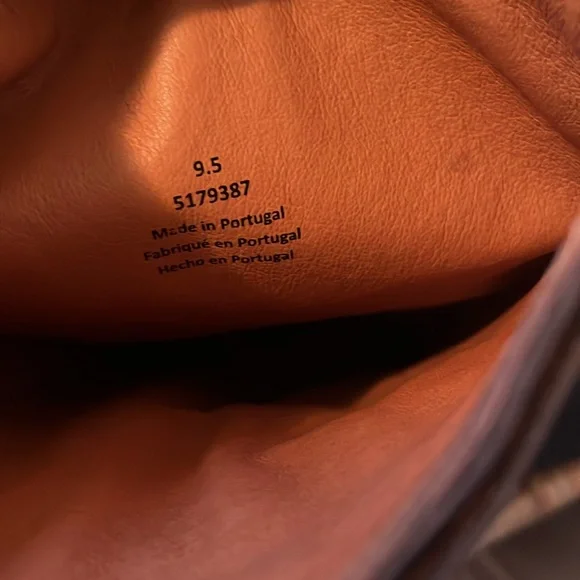 9.5
5179387
Made in Portugal
Fabriqué en Portugal
Hecho en Portugal